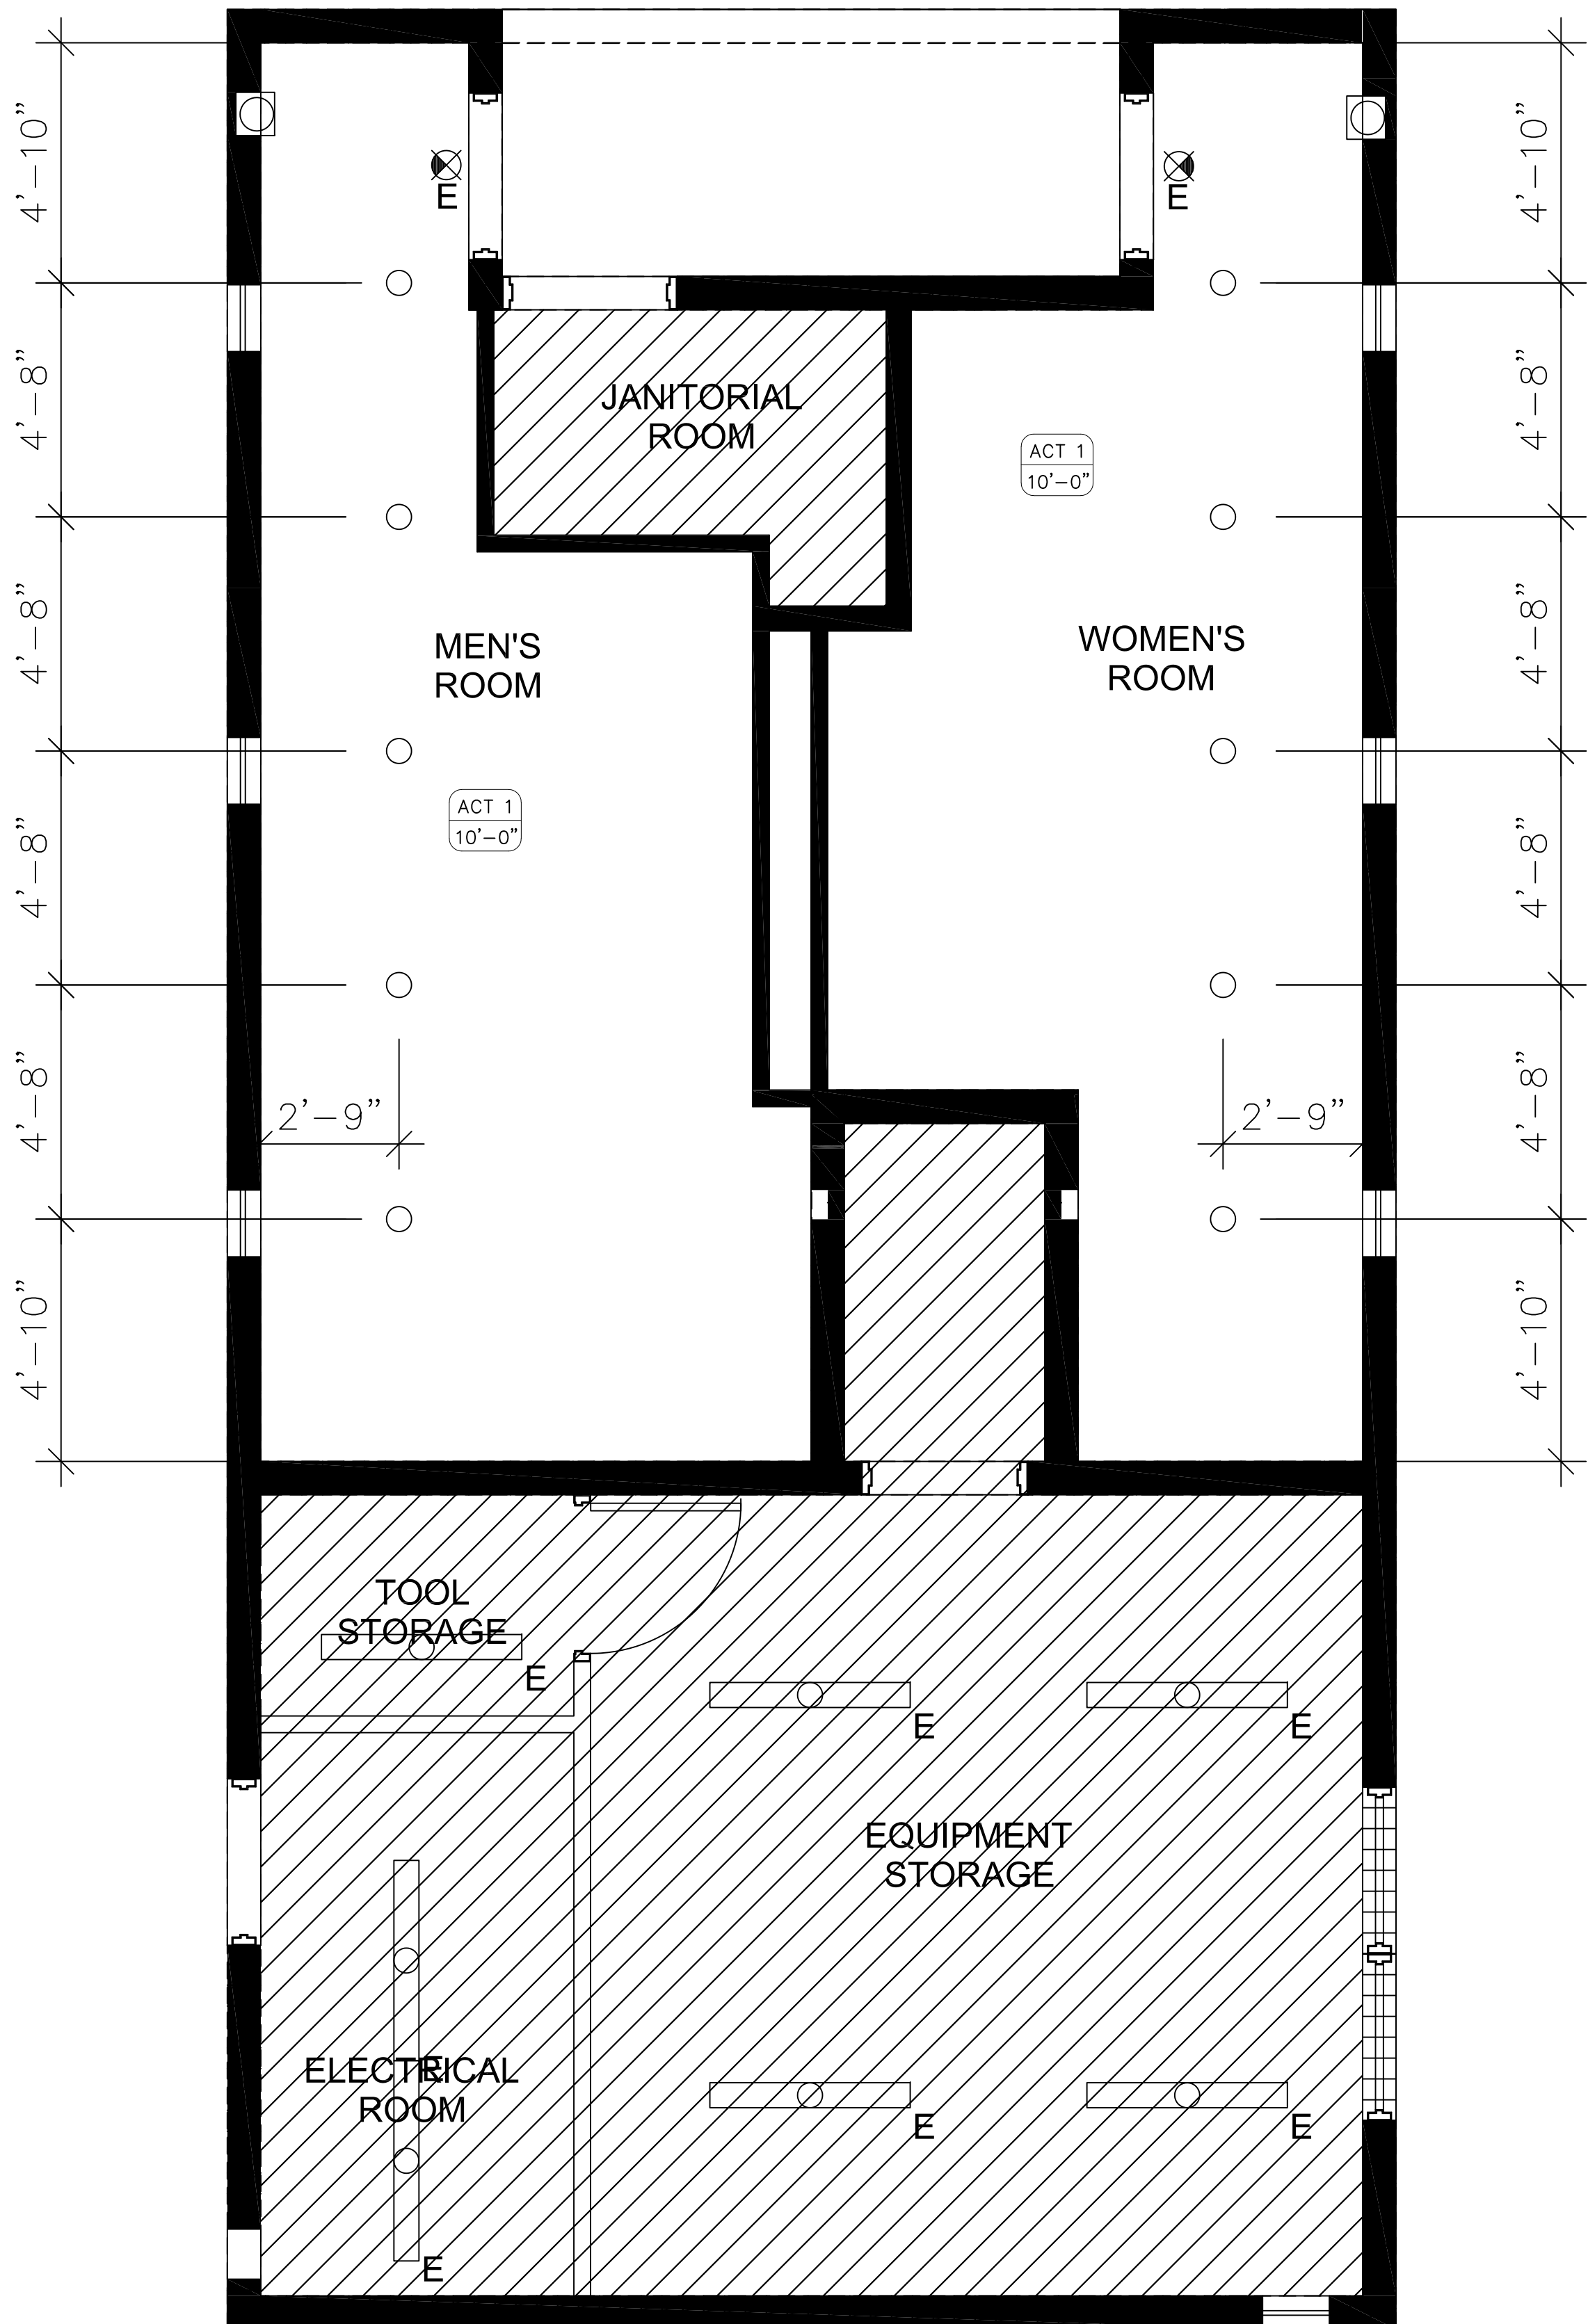 4'-10"
4'-10"
E
E
4'-8"
4'-8"
JANITORIAL
ROOM
ACT 1
10'-0"
4'-8"
4'-8"
MEN'S
ROOM
WOMEN'S
ROOM
ACT 1
10'-0"
4'-8"
4'-8"
4'-8"
4'-8"
2'-9"
2'-9"
4'-10"
4'-10"
TOOL
STORAGE
E
E
E
EQUIPMENT
STORAGE
ELECTRICAL
ROOM
E
E
E
E